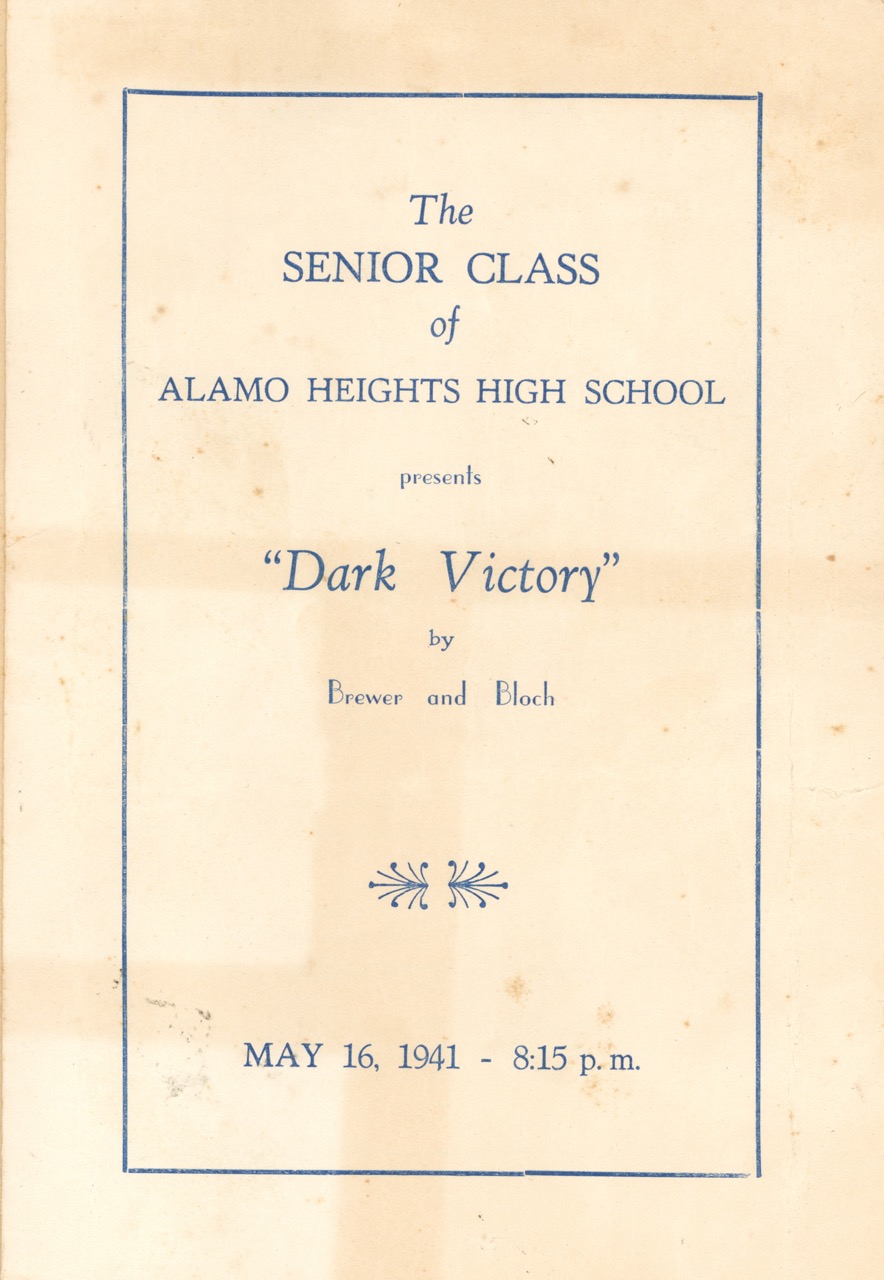 The
SENIOR CLASS
of
ALAMO HEIGHTS HIGH SCHOOL
presents
“Dark Victory”
by
Brewer and Bloch
MAY 16, 1941 - 8:15 p. m.